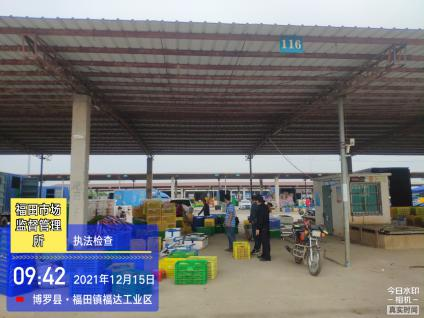 116
福田市场
监督管理
所
执法检查
09:42
2021年12月15日
博罗县·福田镇福达工业区
今日水印
相机
真实时间